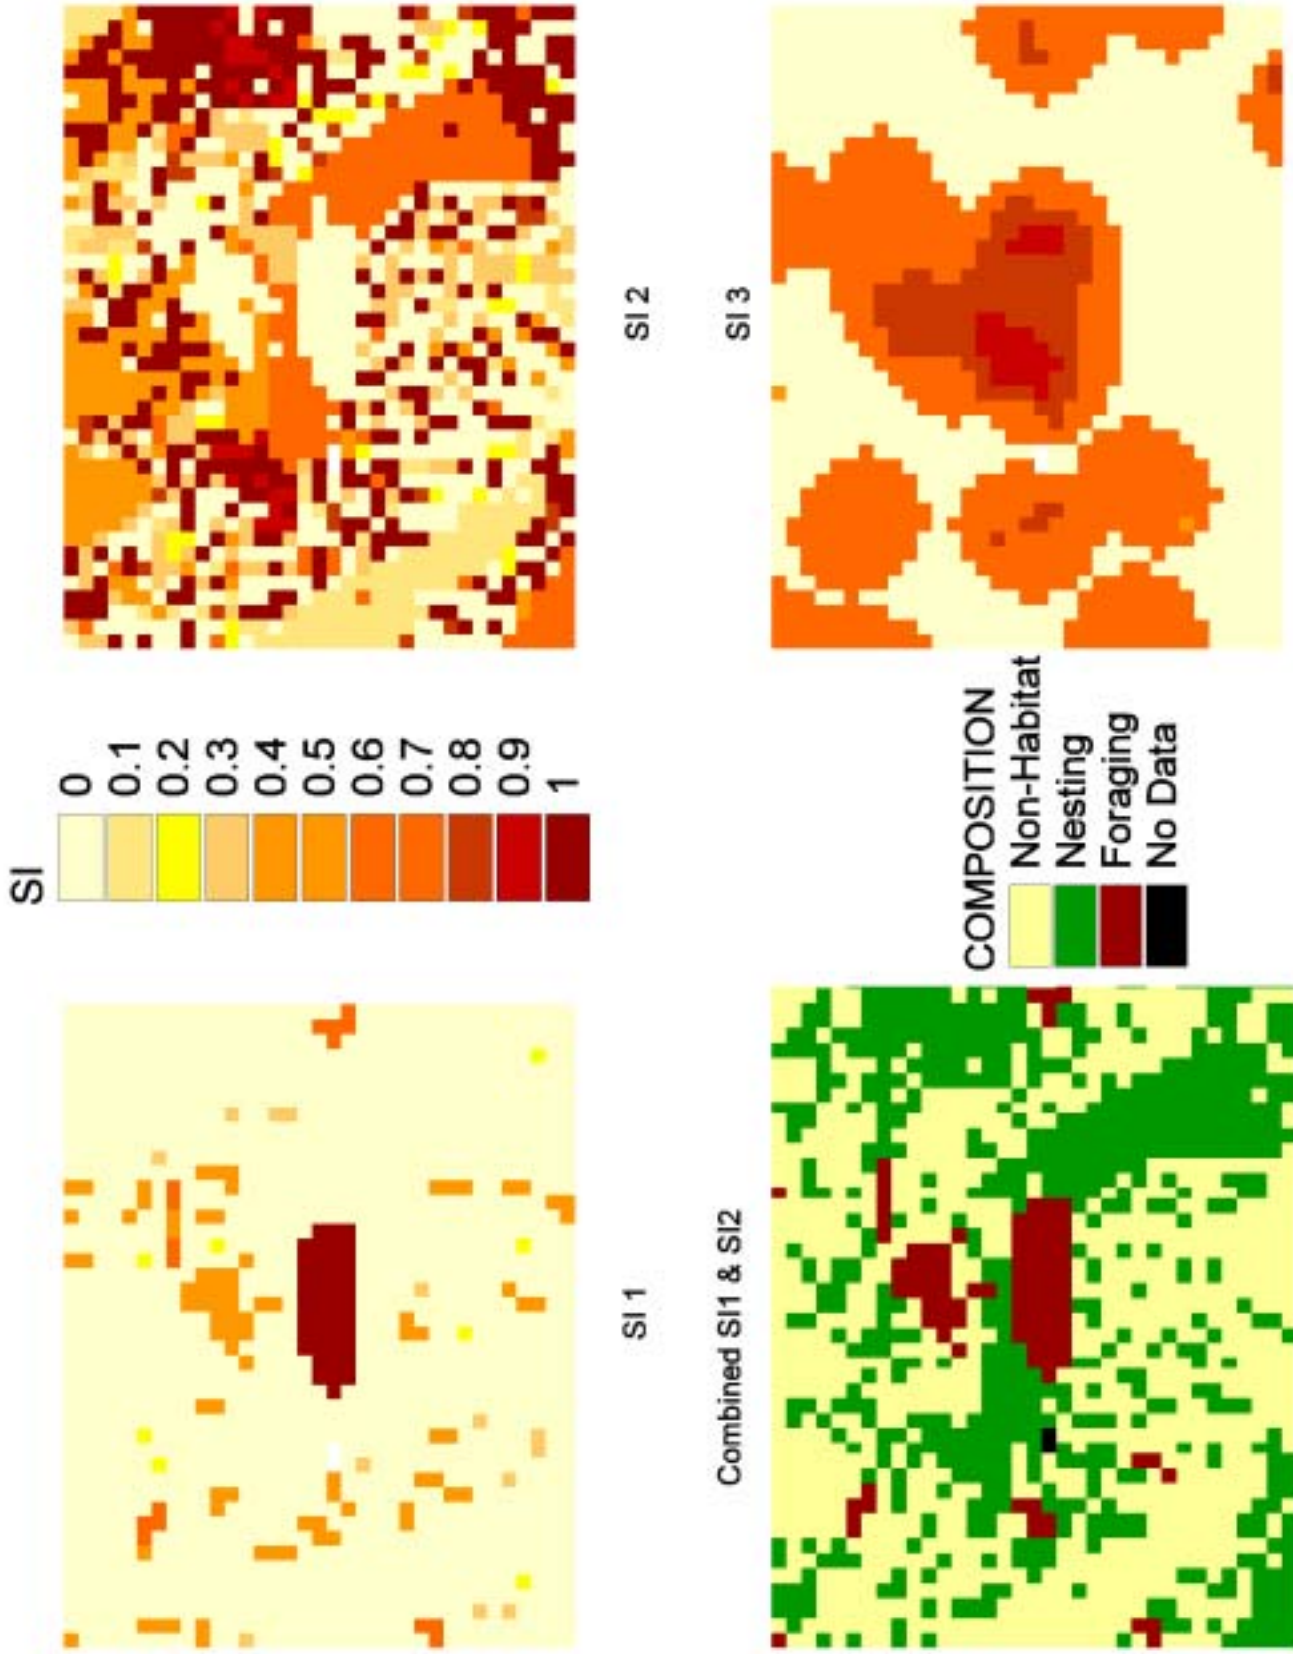 SI
0
0.1
0.2
0.3
0.4
0.5
0.6
0.7
0.8
0.9
1
SI 1
SI 2
Combined SI1 & SI2
SI 3
COMPOSITION
Non-Habitat
Nesting
Foraging
No Data